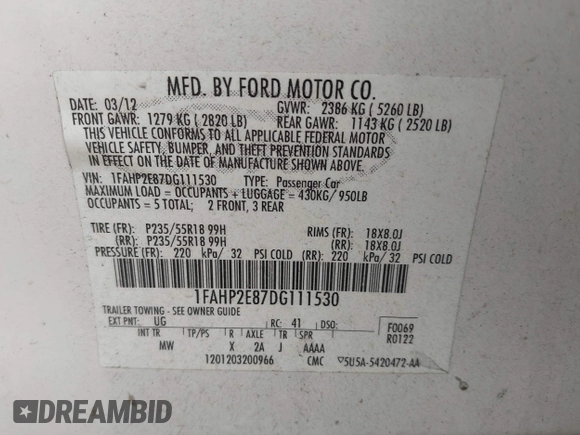 MFD. BY FORD MOTOR CO.
DATE: 03/12 GVWR: 2386 KG ( 5260 LB)
FRONT GAWR: 1279 KG ( 2820 LB) REAR GAWR: 1143 KG ( 2520 LB)
THIS VEHICLE CONFORMS TO ALL APPLICABLE FEDERAL MOTOR
VEHICLE SAFETY, BUMPER, AND THEFT PREVENTION STANDARDS
IN EFFECT ON THE DATE OF MANUFACTURE SHOWN ABOVE.
VIN: 1FAHP2E87DG111530 TYPE: Passenger Car
MAXIMUM LOAD = OCCUPANTS + LUGGAGE = 430KG/ 950LB
OCCUPANTS = 5 TOTAL; 2 FRONT, 3 REAR
TIRE (FR): P235/55R18 99H RIMS (FR): 18X8.0J
(RR): P235/55R18 99H (RR): 18X8.0J
PRESSURE (FR): 220 kPa/ 32 (RR): 220 kPa/ 32 PSI COLD PSI COLD
1FAHP2E87DG111530
TRAILER TOWING - SEE OWNER GUIDE
EXT PNT: UG RC: 41 DSO: F0069
INT TR TP/PS R AXLE TR SPR R0122
MW X 2A J AAAA
1201203200966 CMC 5U5A-5420472-AA
DREAMBID